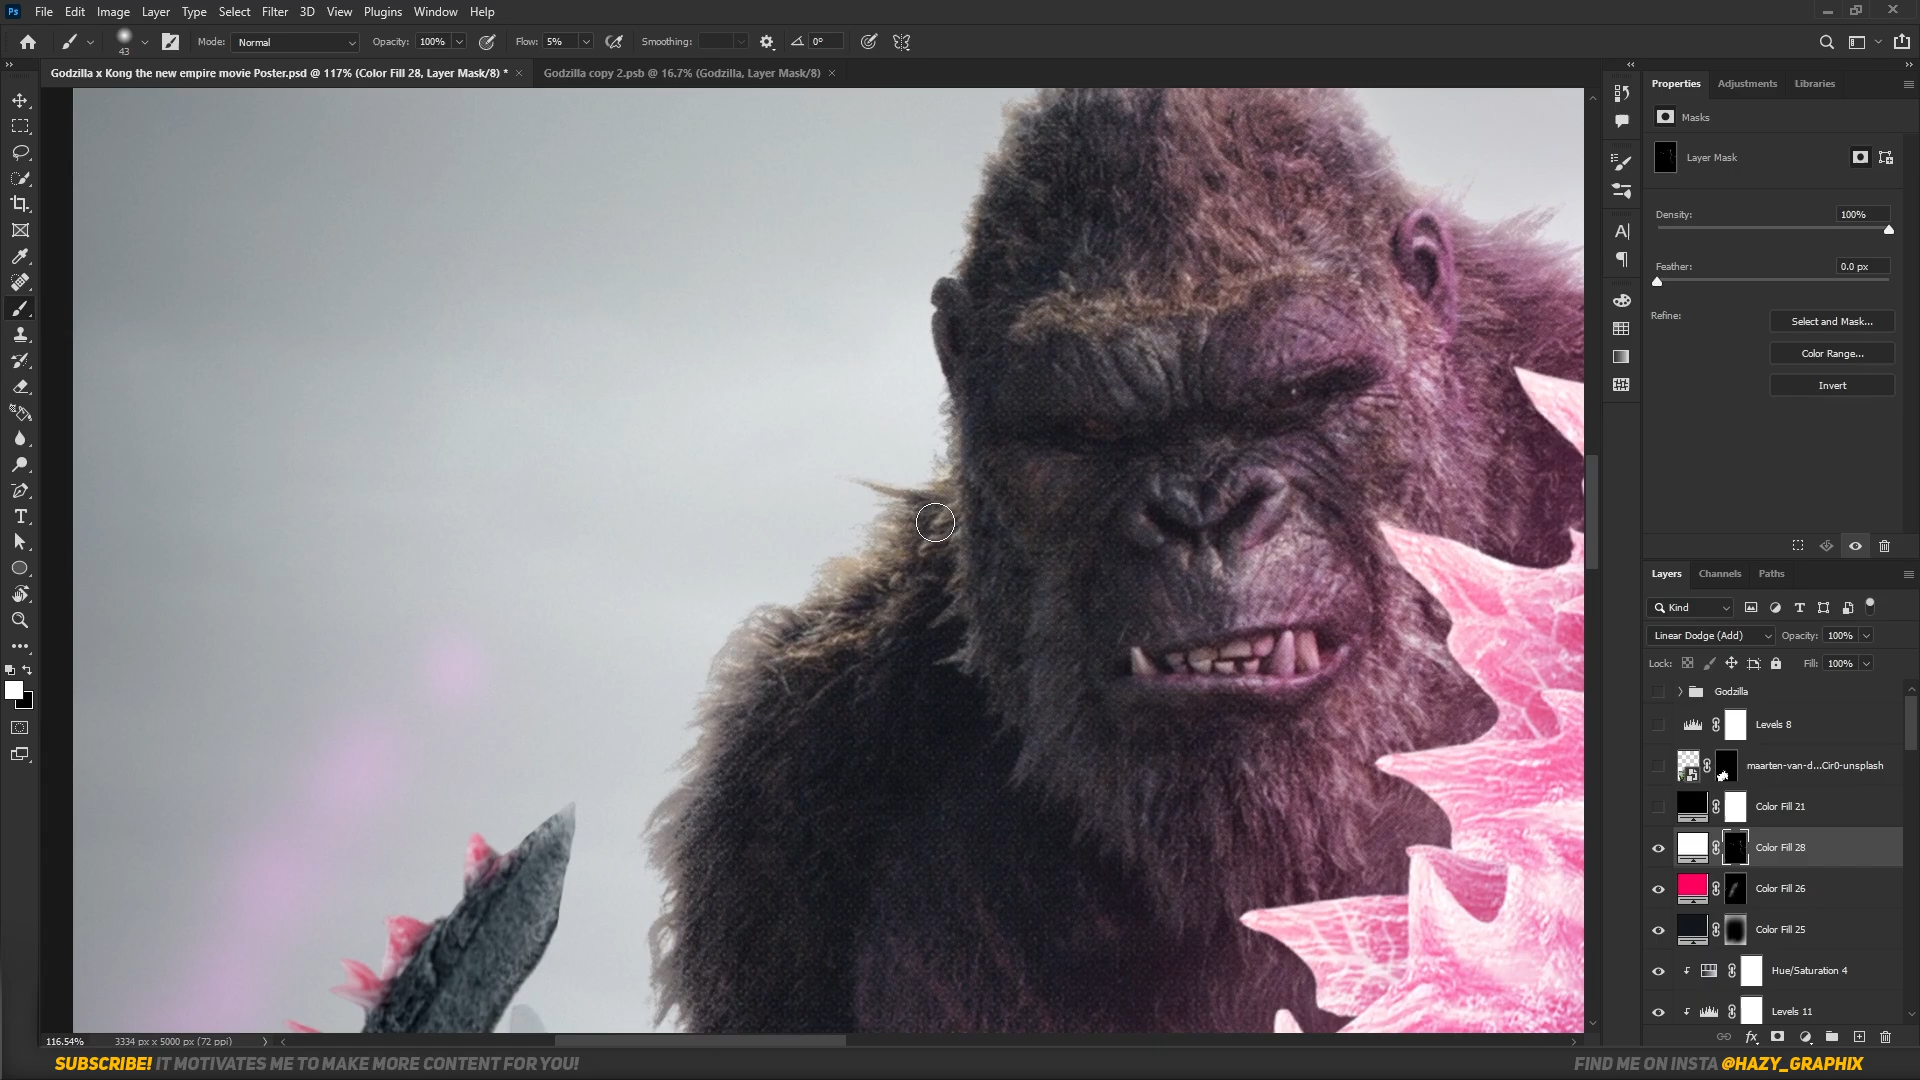 Ps File Edit Image Layer Type Select Filter 3D View Plugins Window Help
43 Mode: Normal Opacity: 100% Flow: 5% Smoothing: 0°
Godzilla x Kong the new empire movie Poster.psd @ 117% (Color Fill 28, Layer Mask/8) * × Godzilla copy 2.psb @ 16.7% (Godzilla, Layer Mask/8) ×
Properties Adjustments Libraries
Masks
Layer Mask
Density: 100%
Feather: 0.0 px
Refine: Select and Mask...
Color Range...
Invert
Layers Channels Paths
Kind
Linear Dodge (Add) Opacity: 100%
Lock: Fill: 100%
Godzilla
Levels 8
maarten-van-d...Cir0-unsplash
Color Fill 21
Color Fill 28
Color Fill 26
Color Fill 25
Hue/Saturation 4
Levels 11
116.54% 3334 px x 5000 px (72 ppi)
SUBSCRIBE! IT MOTIVATES ME TO MAKE MORE CONTENT FOR YOU!
FIND ME ON INSTA @HAZY_GRAPHIX